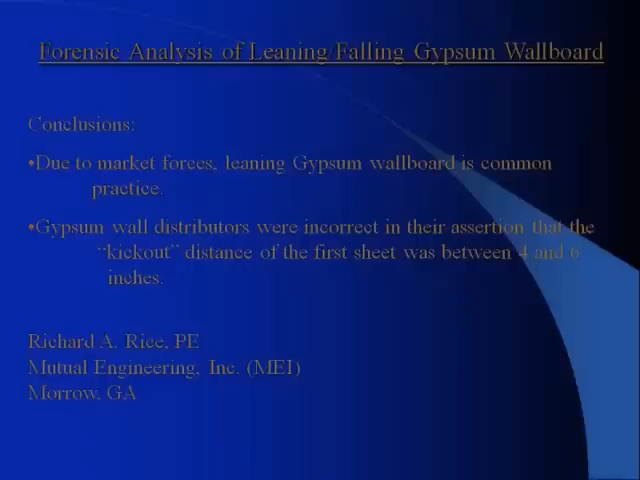 Forensic Analysis of Leaning/Falling Gypsum Wallboard
Conclusions:
•Due to market forces, leaning Gypsum wallboard is common
practice.
•Gypsum wall distributors were incorrect in their assertion that the
“kickout” distance of the first sheet was between 4 and 6
inches.
Richard A. Rice, PE
Mutual Engineering, Inc. (MEI)
Morrow, GA